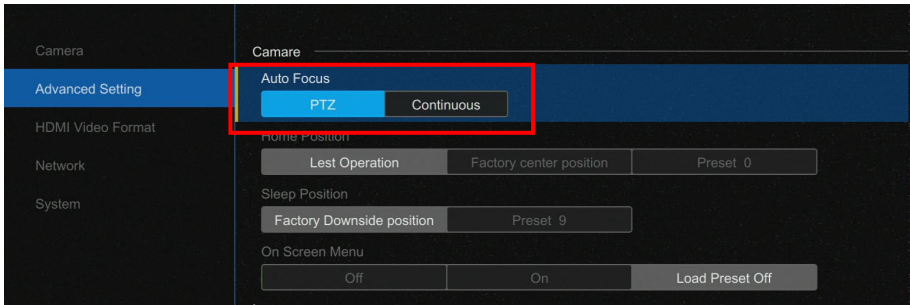 Camera
Advanced Setting
HDMI Video Format
Network
System
Camare
Auto Focus
PTZ Continuous
Home Position
Lest Operation Factory center position Preset 0
Sleep Position
Factory Downside position Preset 9
On Screen Menu
Off On Load Preset Off